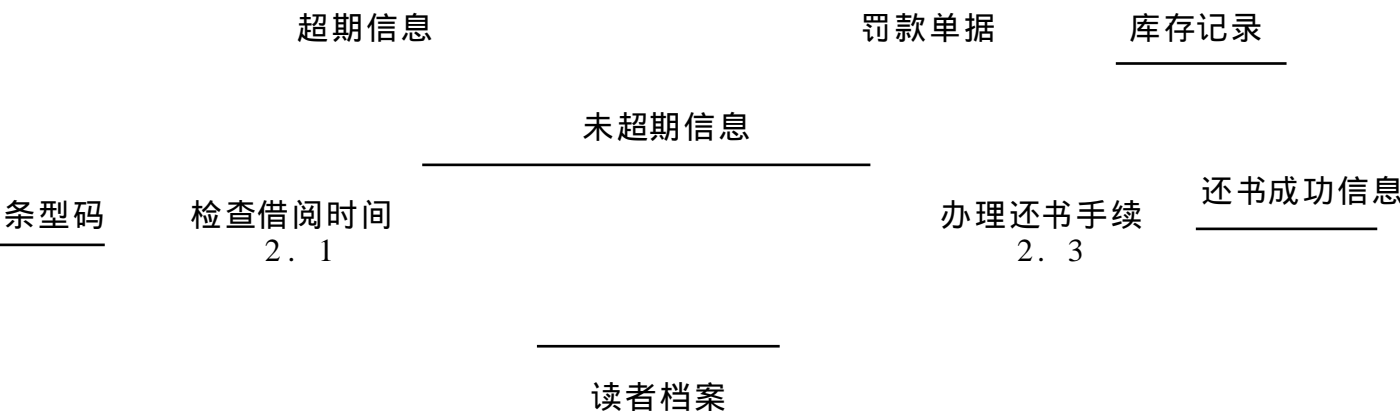 超期信息
罚款单据
库存记录
未超期信息
还书成功信息
条型码
检查借阅时间
2．1
办理还书手续
2．3
读者档案